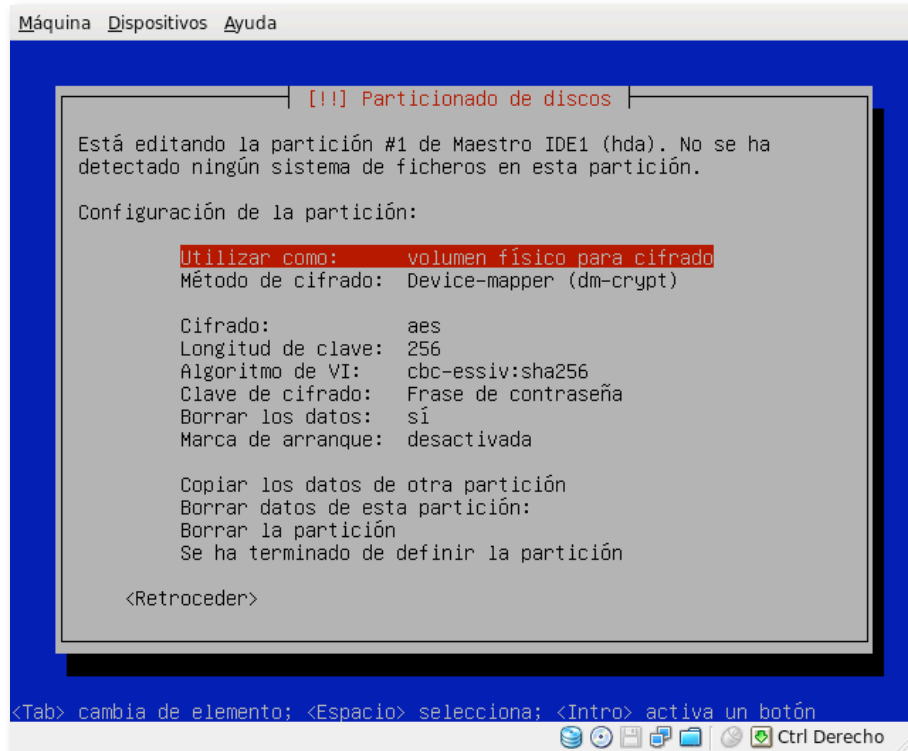 Máquina Dispositivos Ayuda
[!!] Particionado de discos
Está editando la partición #1 de Maestro IDE1 (hda). No se ha
detectado ningún sistema de ficheros en esta partición.
Configuración de la partición:
Utilizar como: volumen físico para cifrado
Método de cifrado: Device-mapper (dm-crypt)
Cifrado: aes
Longitud de clave: 256
Algoritmo de VI: cbc-essiv:sha256
Clave de cifrado: Frase de contraseña
Borrar los datos: sí
Marca de arranque: desactivada
Copiar los datos de otra partición
Borrar datos de esta partición:
Borrar la partición
Se ha terminado de definir la partición
<Retroceder>
<Tab> cambia de elemento; <Espacio> selecciona; <Intro> activa un botón
Ctrl Derecho